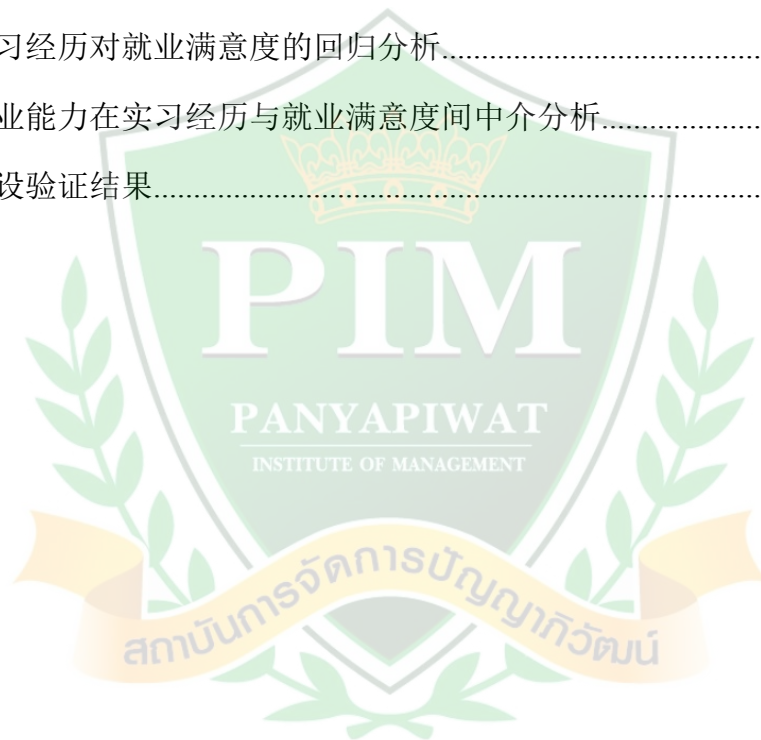 习经历对就业满意度的回归分析
业能力在实习经历与就业满意度间中介分析
设验证结果
PIM
PANYAPIWAT
INSTITUTE OF MANAGEMENT
สถาบันการจัดการปัญญาภิวัฒน์